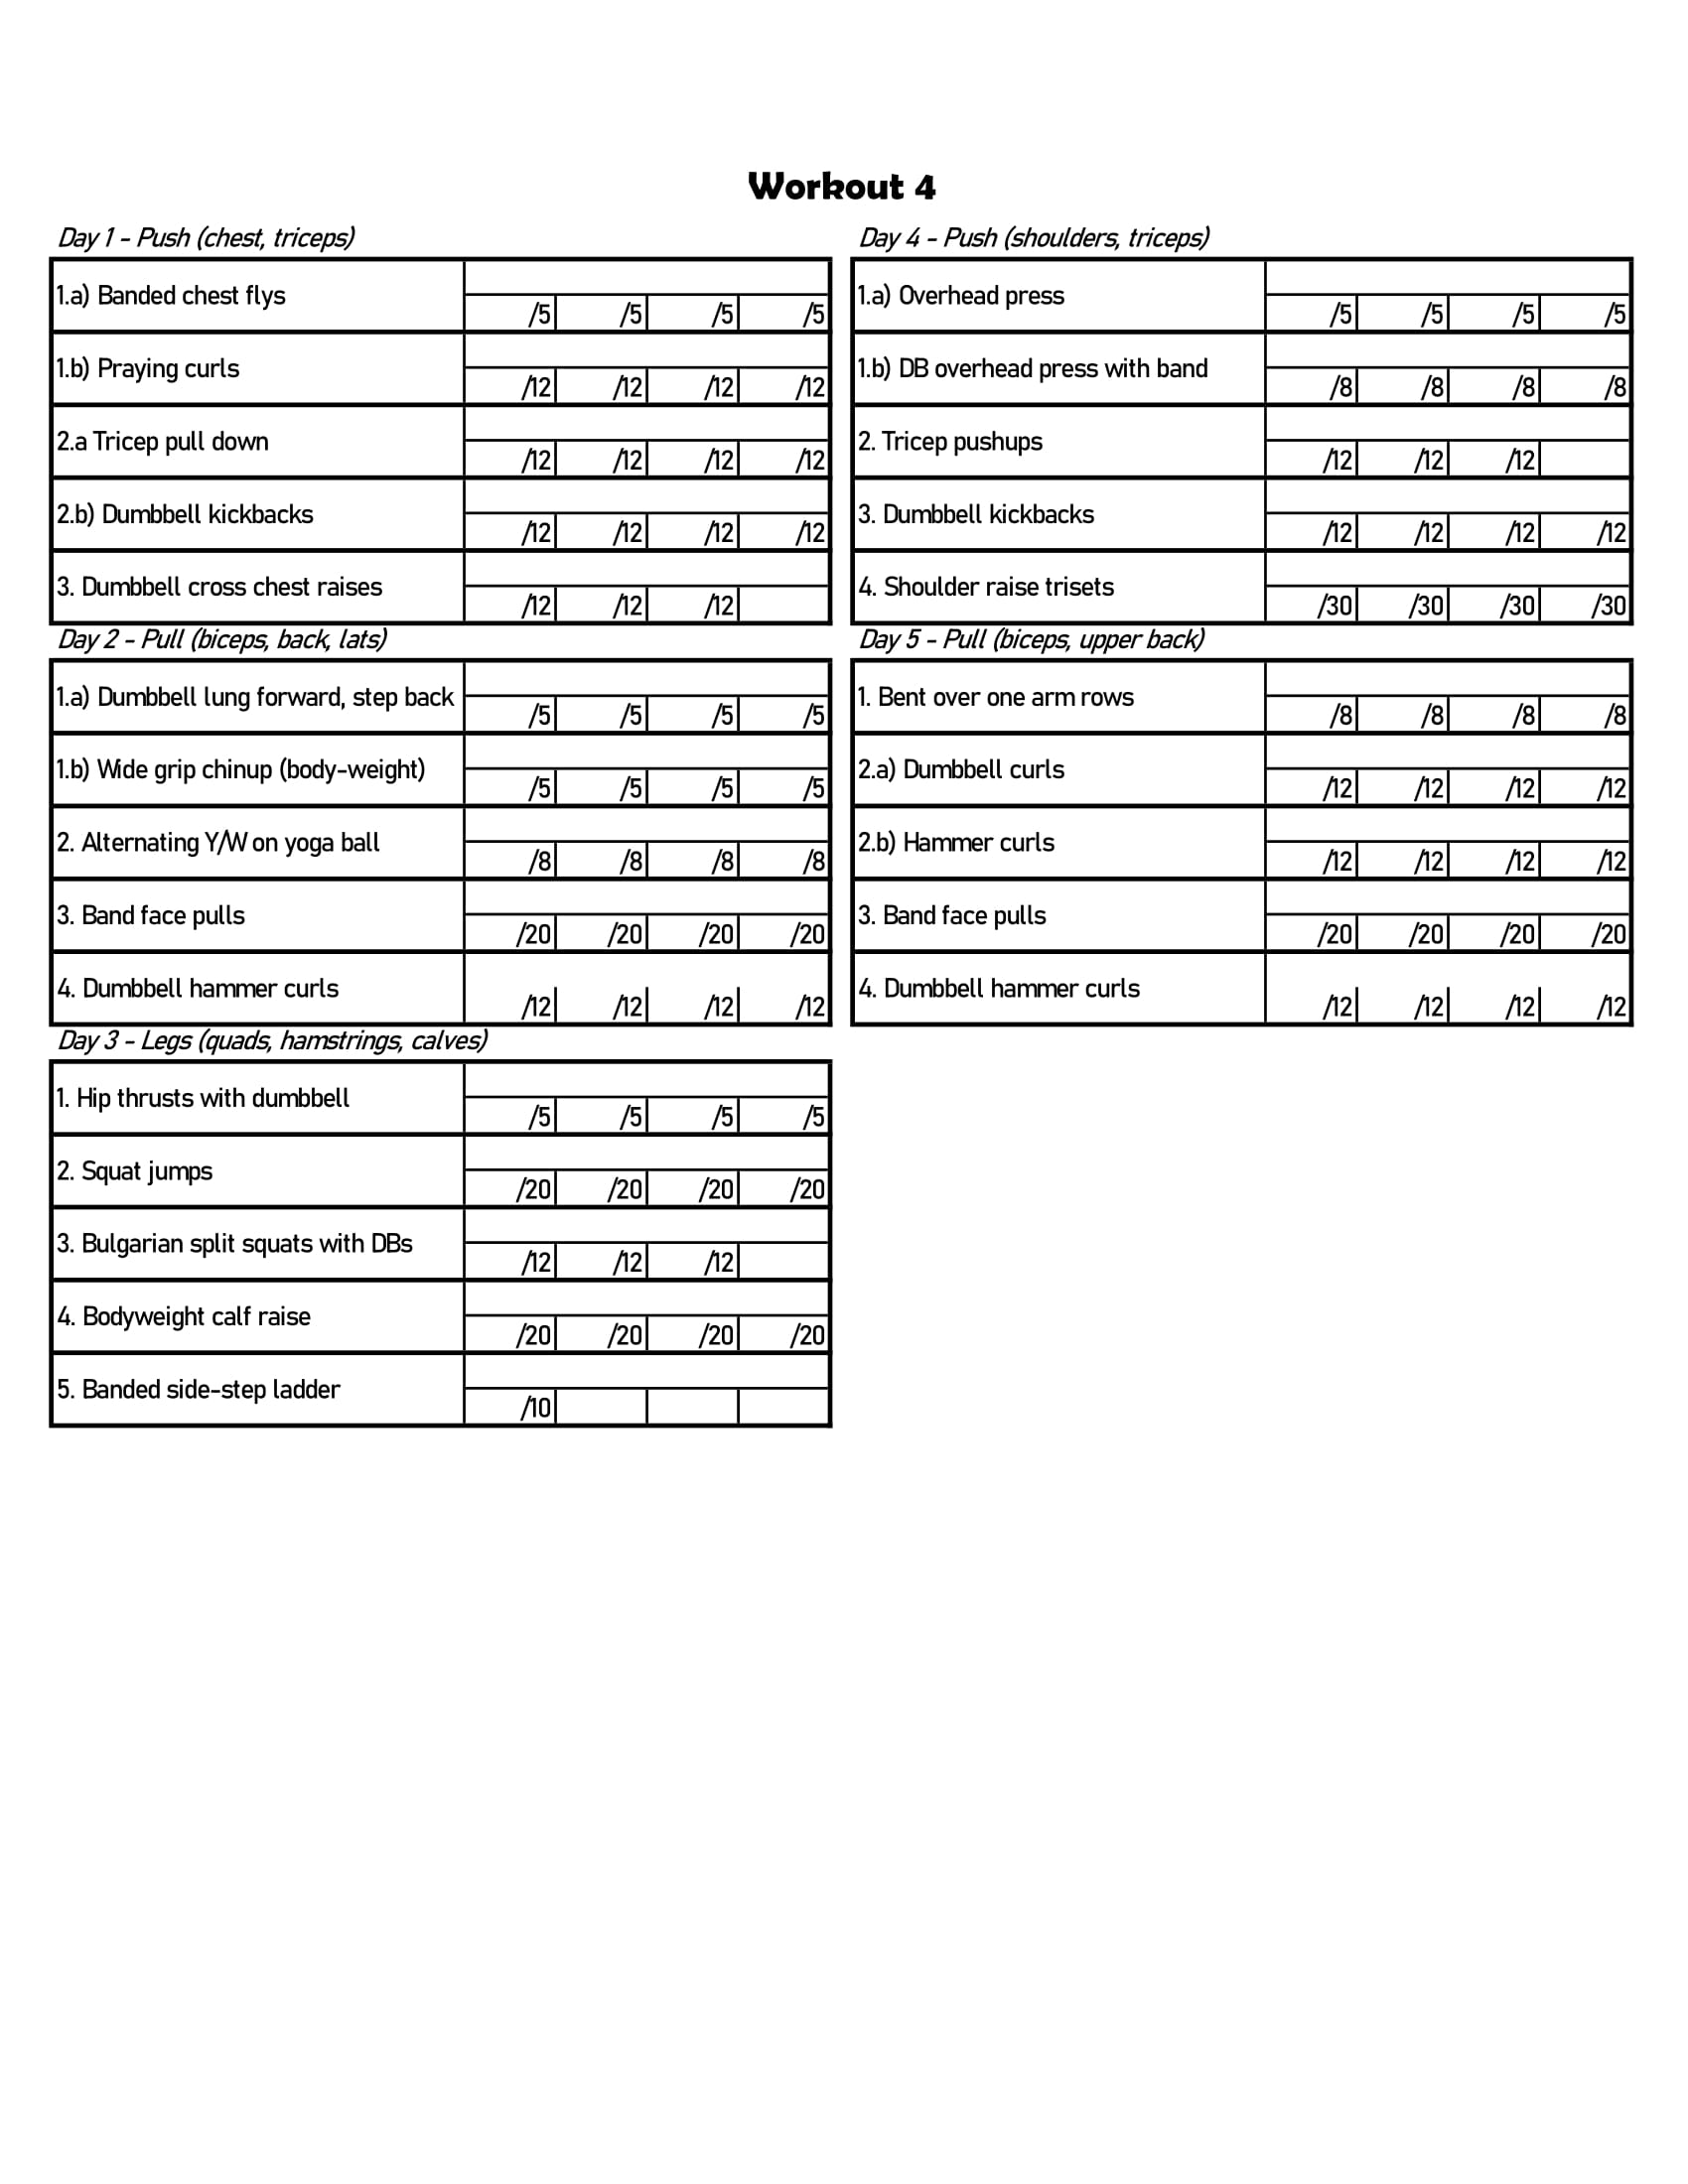 Workout 4
Day 1 - Push (chest, triceps)
1.a) Banded chest flys
/5 /5 /5 /5
1.b) Praying curls
/12 /12 /12 /12
2.a Tricep pull down
/12 /12 /12 /12
2.b) Dumbbell kickbacks
/12 /12 /12 /12
3. Dumbbell cross chest raises
/12 /12 /12
Day 2 - Pull (biceps, back, lats)
1.a) Dumbbell lung forward, step back
/5 /5 /5 /5
1.b) Wide grip chinup (body-weight)
/5 /5 /5 /5
2. Alternating Y/W on yoga ball
/8 /8 /8 /8
3. Band face pulls
/20 /20 /20 /20
4. Dumbbell hammer curls
/12 /12 /12 /12
Day 3 - Legs (quads, hamstrings, calves)
1. Hip thrusts with dumbbell
/5 /5 /5 /5
2. Squat jumps
/20 /20 /20 /20
3. Bulgarian split squats with DBs
/12 /12 /12
4. Bodyweight calf raise
/20 /20 /20 /20
5. Banded side-step ladder
/10
Day 4 - Push (shoulders, triceps)
1.a) Overhead press
/5 /5 /5 /5
1.b) DB overhead press with band
/8 /8 /8 /8
2. Tricep pushups
/12 /12 /12
3. Dumbbell kickbacks
/12 /12 /12 /12
4. Shoulder raise trisets
/30 /30 /30 /30
Day 5 - Pull (biceps, upper back)
1. Bent over one arm rows
/8 /8 /8 /8
2.a) Dumbbell curls
/12 /12 /12 /12
2.b) Hammer curls
/12 /12 /12 /12
3. Band face pulls
/20 /20 /20 /20
4. Dumbbell hammer curls
/12 /12 /12 /12